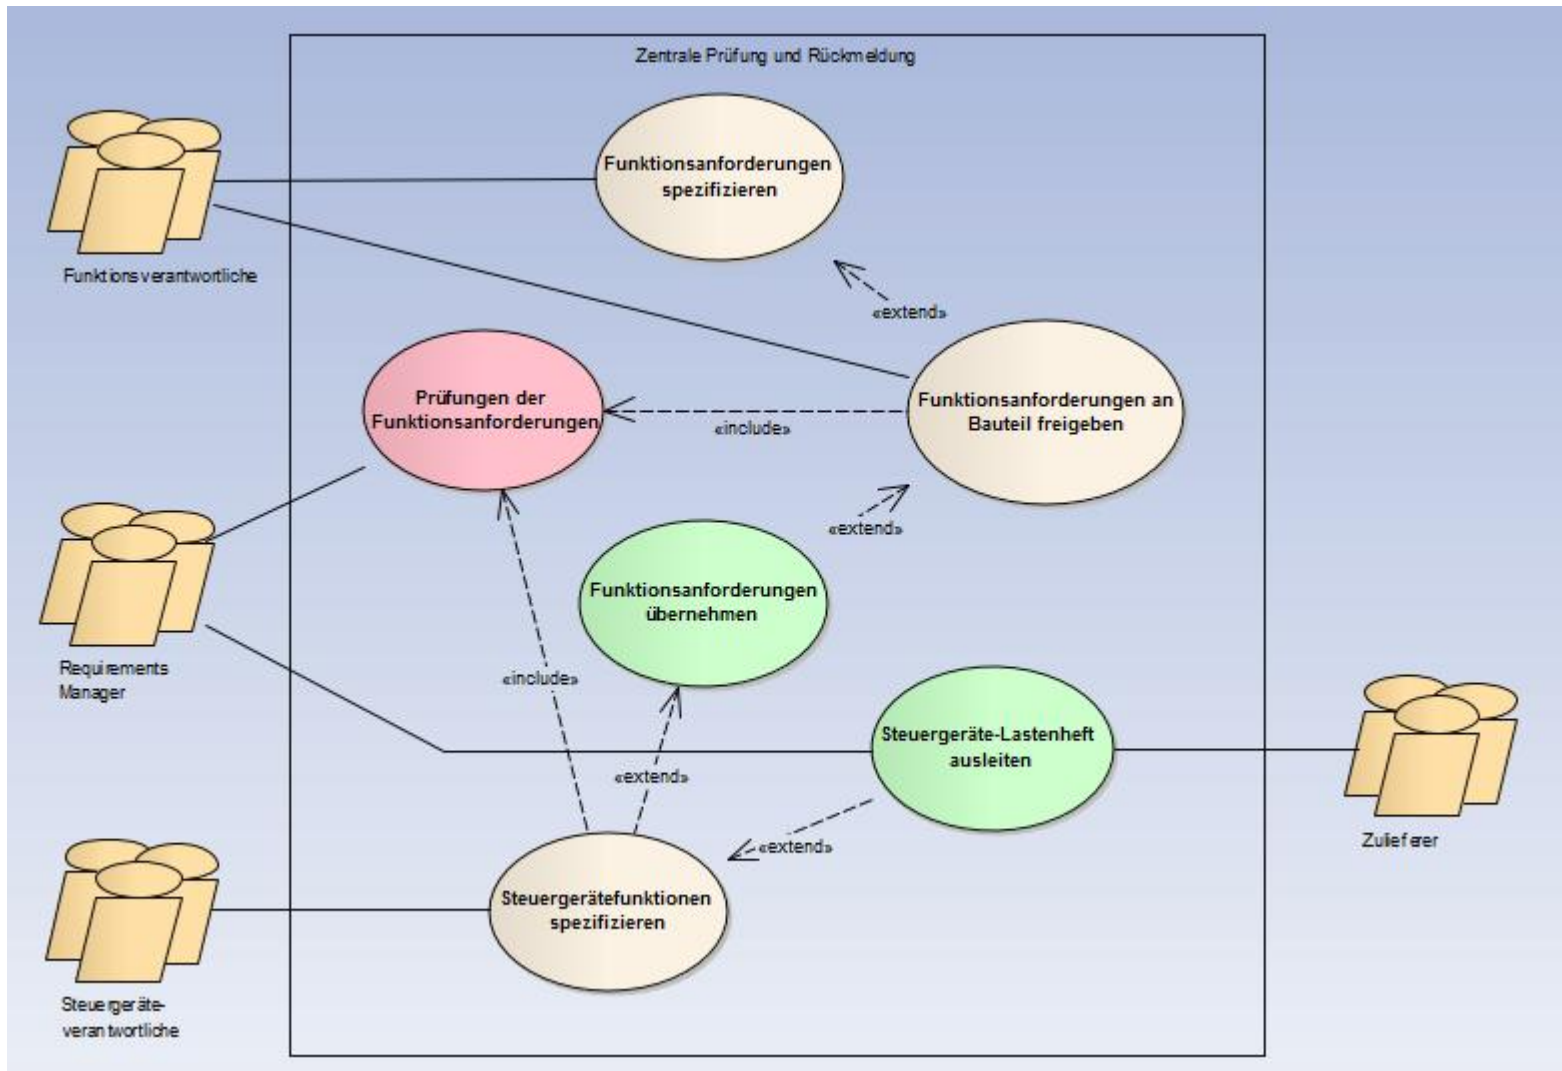 Zentrale Prüfung und Rückmeldung
Funktionsanforderungen
spezifizieren
Funktionsverantwortliche
«extend»
Prüfungen der
Funktionsanforderungen
Funktionsanforderungen an
Bauteil freigeben
«include»
«extend»
Funktionsanforderungen
übernehmen
Requirements
Manager
«include»
Steuergeräte-Lastenheft
ausleiten
«extend»
Zulieferer
«extend»
Steuergerätefunktionen
spezifizieren
Steuergeräte-
verantwortliche